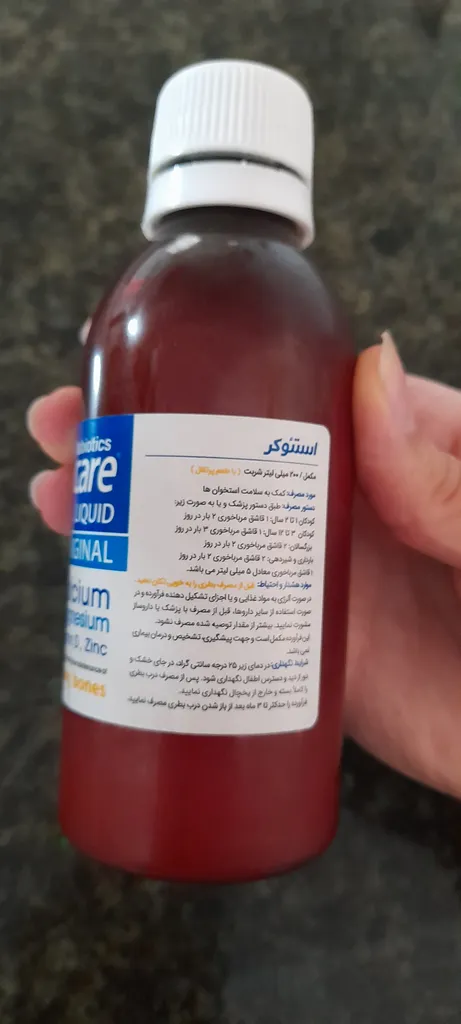 abiotics
care
LIQUID
GINAL
cium
nesium
D, Zinc
bones
استئوکر
مکمل / ۲۰۰ میلی لیتر شربت ( با طعم پرتقال )
مورد مصرف: کمک به سلامت استخوان ها
دستور مصرف: طبق دستور پزشک و یا به صورت زیر:
کودکان ۱ تا ۲ سال: ۱ قاشق مرباخوری ۲ بار در روز
کودکان ۳ تا ۱۲ سال: ۱ قاشق مرباخوری ۳ بار در روز
بزرگسالان: ۲ قاشق مرباخوری ۲ بار در روز
بارداری و شیردهی: ۲ قاشق مرباخوری ۲ بار در روز
۱ قاشق مرباخوری معادل ۵ میلی لیتر می باشد.
موارد هشدار و احتیاط: قبل از مصرف بطری را به خوبی تکان دهید.
در صورت آلرژی به مواد غذایی و یا اجزای تشکیل دهنده فرآورده و در
صورت استفاده از سایر داروها، قبل از مصرف با پزشک یا داروساز
مشورت نمایید. بیشتر از مقدار توصیه شده مصرف نشود.
این فرآورده مکمل است و جهت پیشگیری، تشخیص و درمان بیماری
نمی باشد.
شرایط نگهداری: در دمای زیر ۲۵ درجه سانتی گراد، در جای خشک و
دور از دید و دسترس اطفال نگهداری شود. پس از مصرف درب بطری
را کاملا بسته و خارج از یخچال نگهداری نمایید.
فرآورده را حداکثر تا ۳ ماه بعد از باز شدن درب بطری مصرف نمایید.